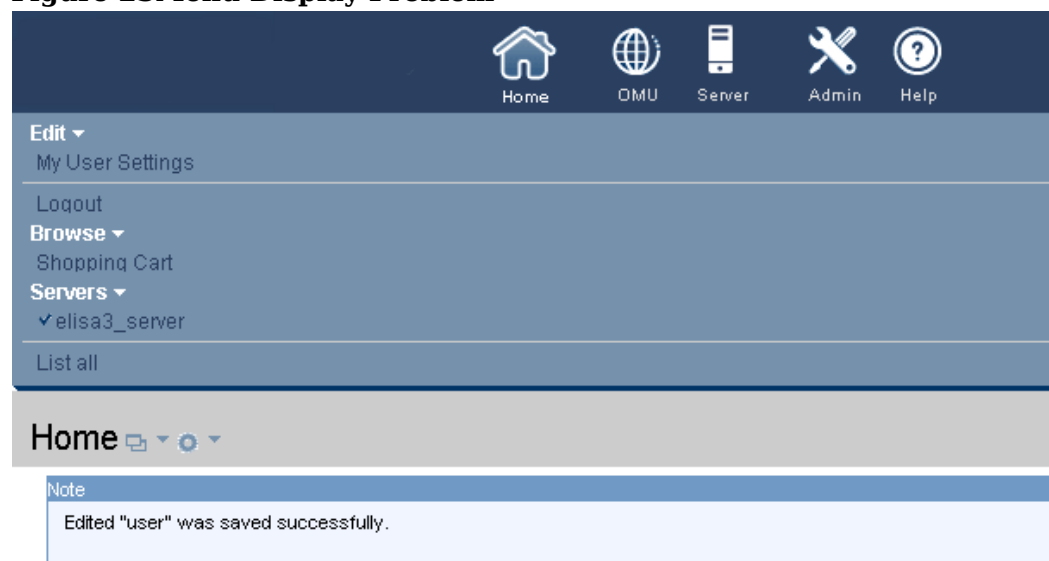 Home OMU Server Admin Help
Edit
My User Settings
Logout
Browse
Shopping Cart
Servers
elisa3_server
List all
Home
Note
Edited "user" was saved successfully.